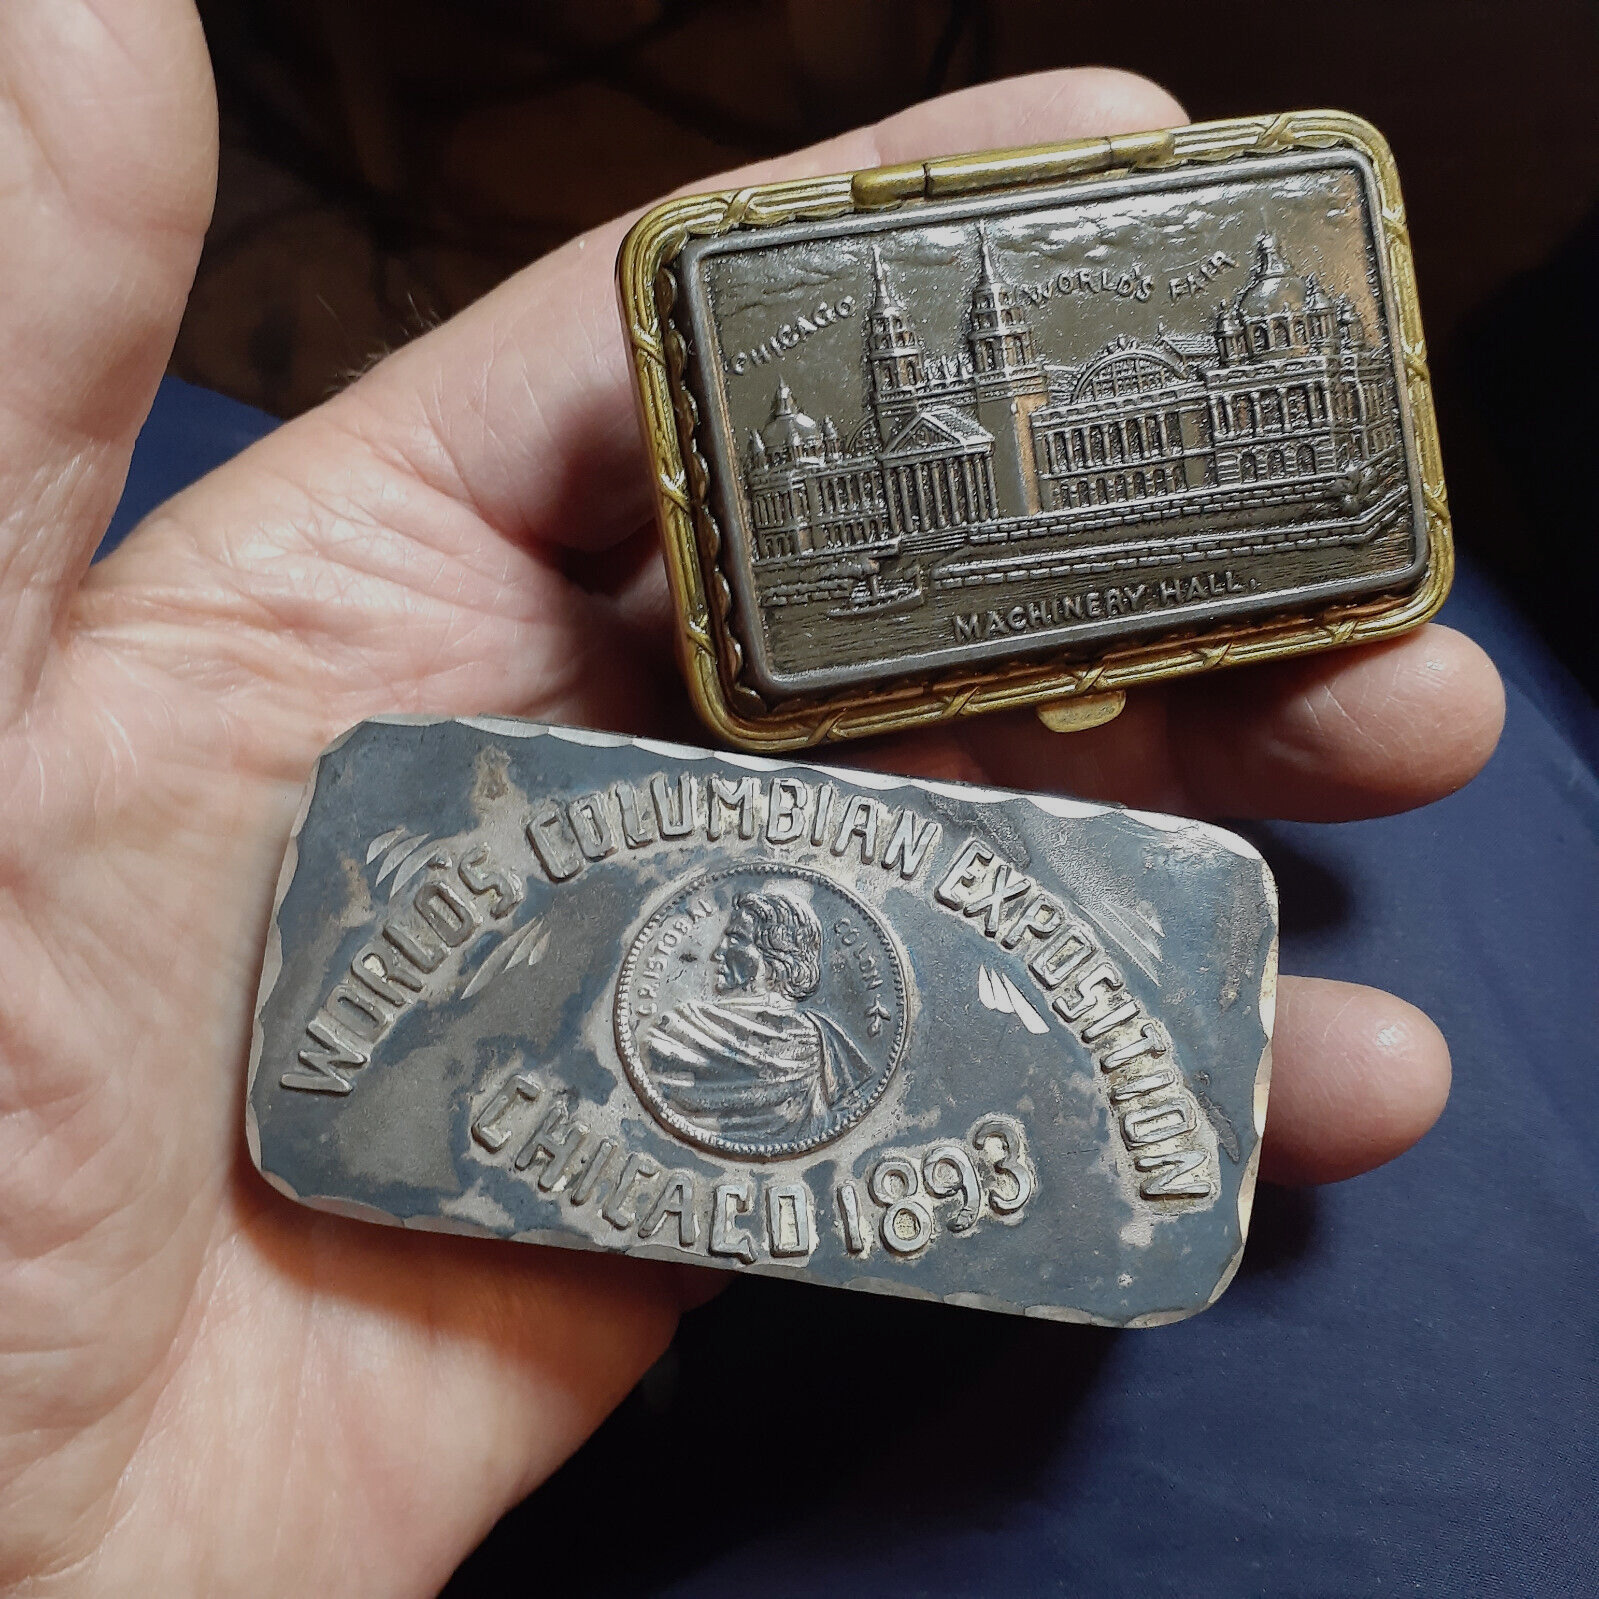 CHICAGO WORLD'S FAIR
MACHINERY HALL.
WORLD'S COLUMBIAN EXPOSITION
CRISTOBAL COLON
CHICAGO 1893